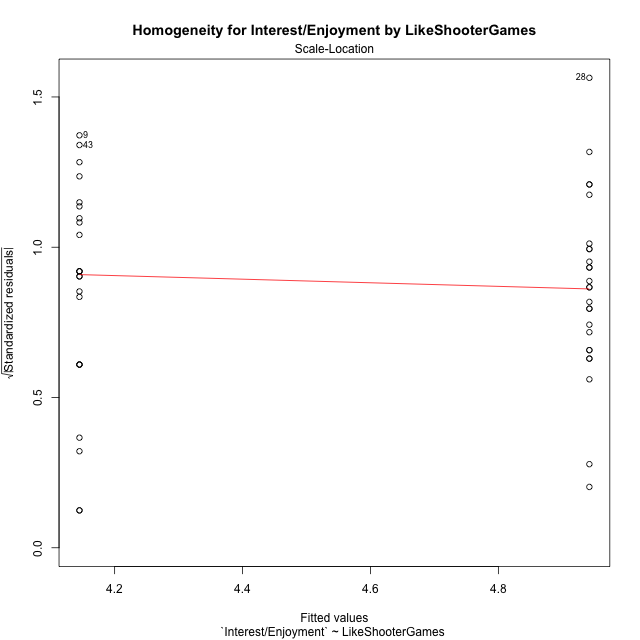 Homogeneity for Interest/Enjoyment by LikeShooterGames
Scale-Location
28
9
43
1.5
1.0
0.5
0.0
√|Standardized residuals|
4.2 4.4 4.6 4.8
Fitted values
`Interest/Enjoyment` ~ LikeShooterGames